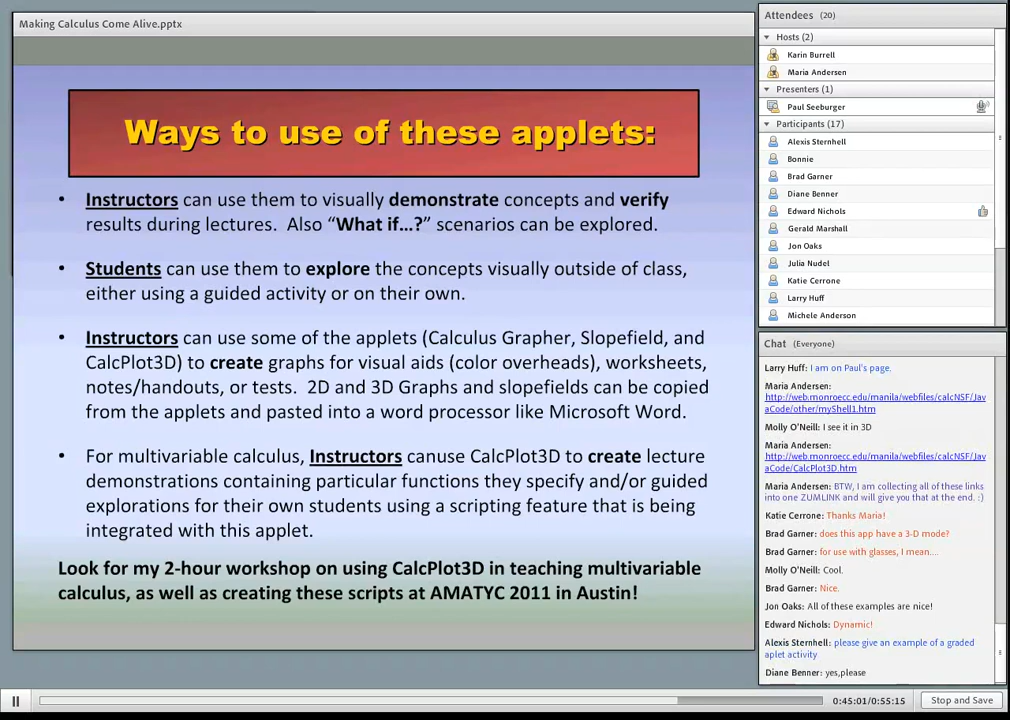 Making Calculus Come Alive.pptx
Ways to use of these applets:
• Instructors can use them to visually demonstrate concepts and verify
results during lectures. Also “What if...?” scenarios can be explored.
• Students can use them to explore the concepts visually outside of class,
either using a guided activity or on their own.
• Instructors can use some of the applets (Calculus Grapher, Slopefield, and
CalcPlot3D) to create graphs for visual aids (color overheads), worksheets,
notes/handouts, or tests. 2D and 3D Graphs and slopefields can be copied
from the applets and pasted into a word processor like Microsoft Word.
• For multivariable calculus, Instructors canuse CalcPlot3D to create lecture
demonstrations containing particular functions they specify and/or guided
explorations for their own students using a scripting feature that is being
integrated with this applet.
Look for my 2-hour workshop on using CalcPlot3D in teaching multivariable
calculus, as well as creating these scripts at AMATYC 2011 in Austin!
Attendees (20)
Hosts (2)
Karin Burrell
Maria Andersen
Presenters (1)
Paul Seeburger
Participants (17)
Alexis Sternhell
Bonnie
Brad Garner
Diane Benner
Edward Nichols
Gerald Marshall
Jon Oaks
Julia Nudel
Katie Cerrone
Larry Huff
Michele Anderson
Chat (Everyone)
Larry Huff: I am on Paul's page.
Maria Andersen:
http://web.monroecc.edu/manila/webfiles/calcNSF/Jav
aCode/other/myShell1.htm
Molly O'Neill: I see it in 3D
Maria Andersen:
http://web.monroecc.edu/manila/webfiles/calcNSF/Jav
aCode/CalcPlot3D.htm
Maria Andersen: BTW, I am collecting all of these links
into one ZUMLINK and will give you that at the end. :)
Katie Cerrone: Thanks Maria!
Brad Garner: does this app have a 3-D mode?
Brad Garner: for use with glasses, I mean....
Molly O'Neill: Cool.
Brad Garner: Nice.
Jon Oaks: All of these examples are nice!
Edward Nichols: Dynamic!
Alexis Sternhell: please give an example of a graded
aplet activity
Diane Benner: yes,please
0:45:01/0:55:15
Stop and Save